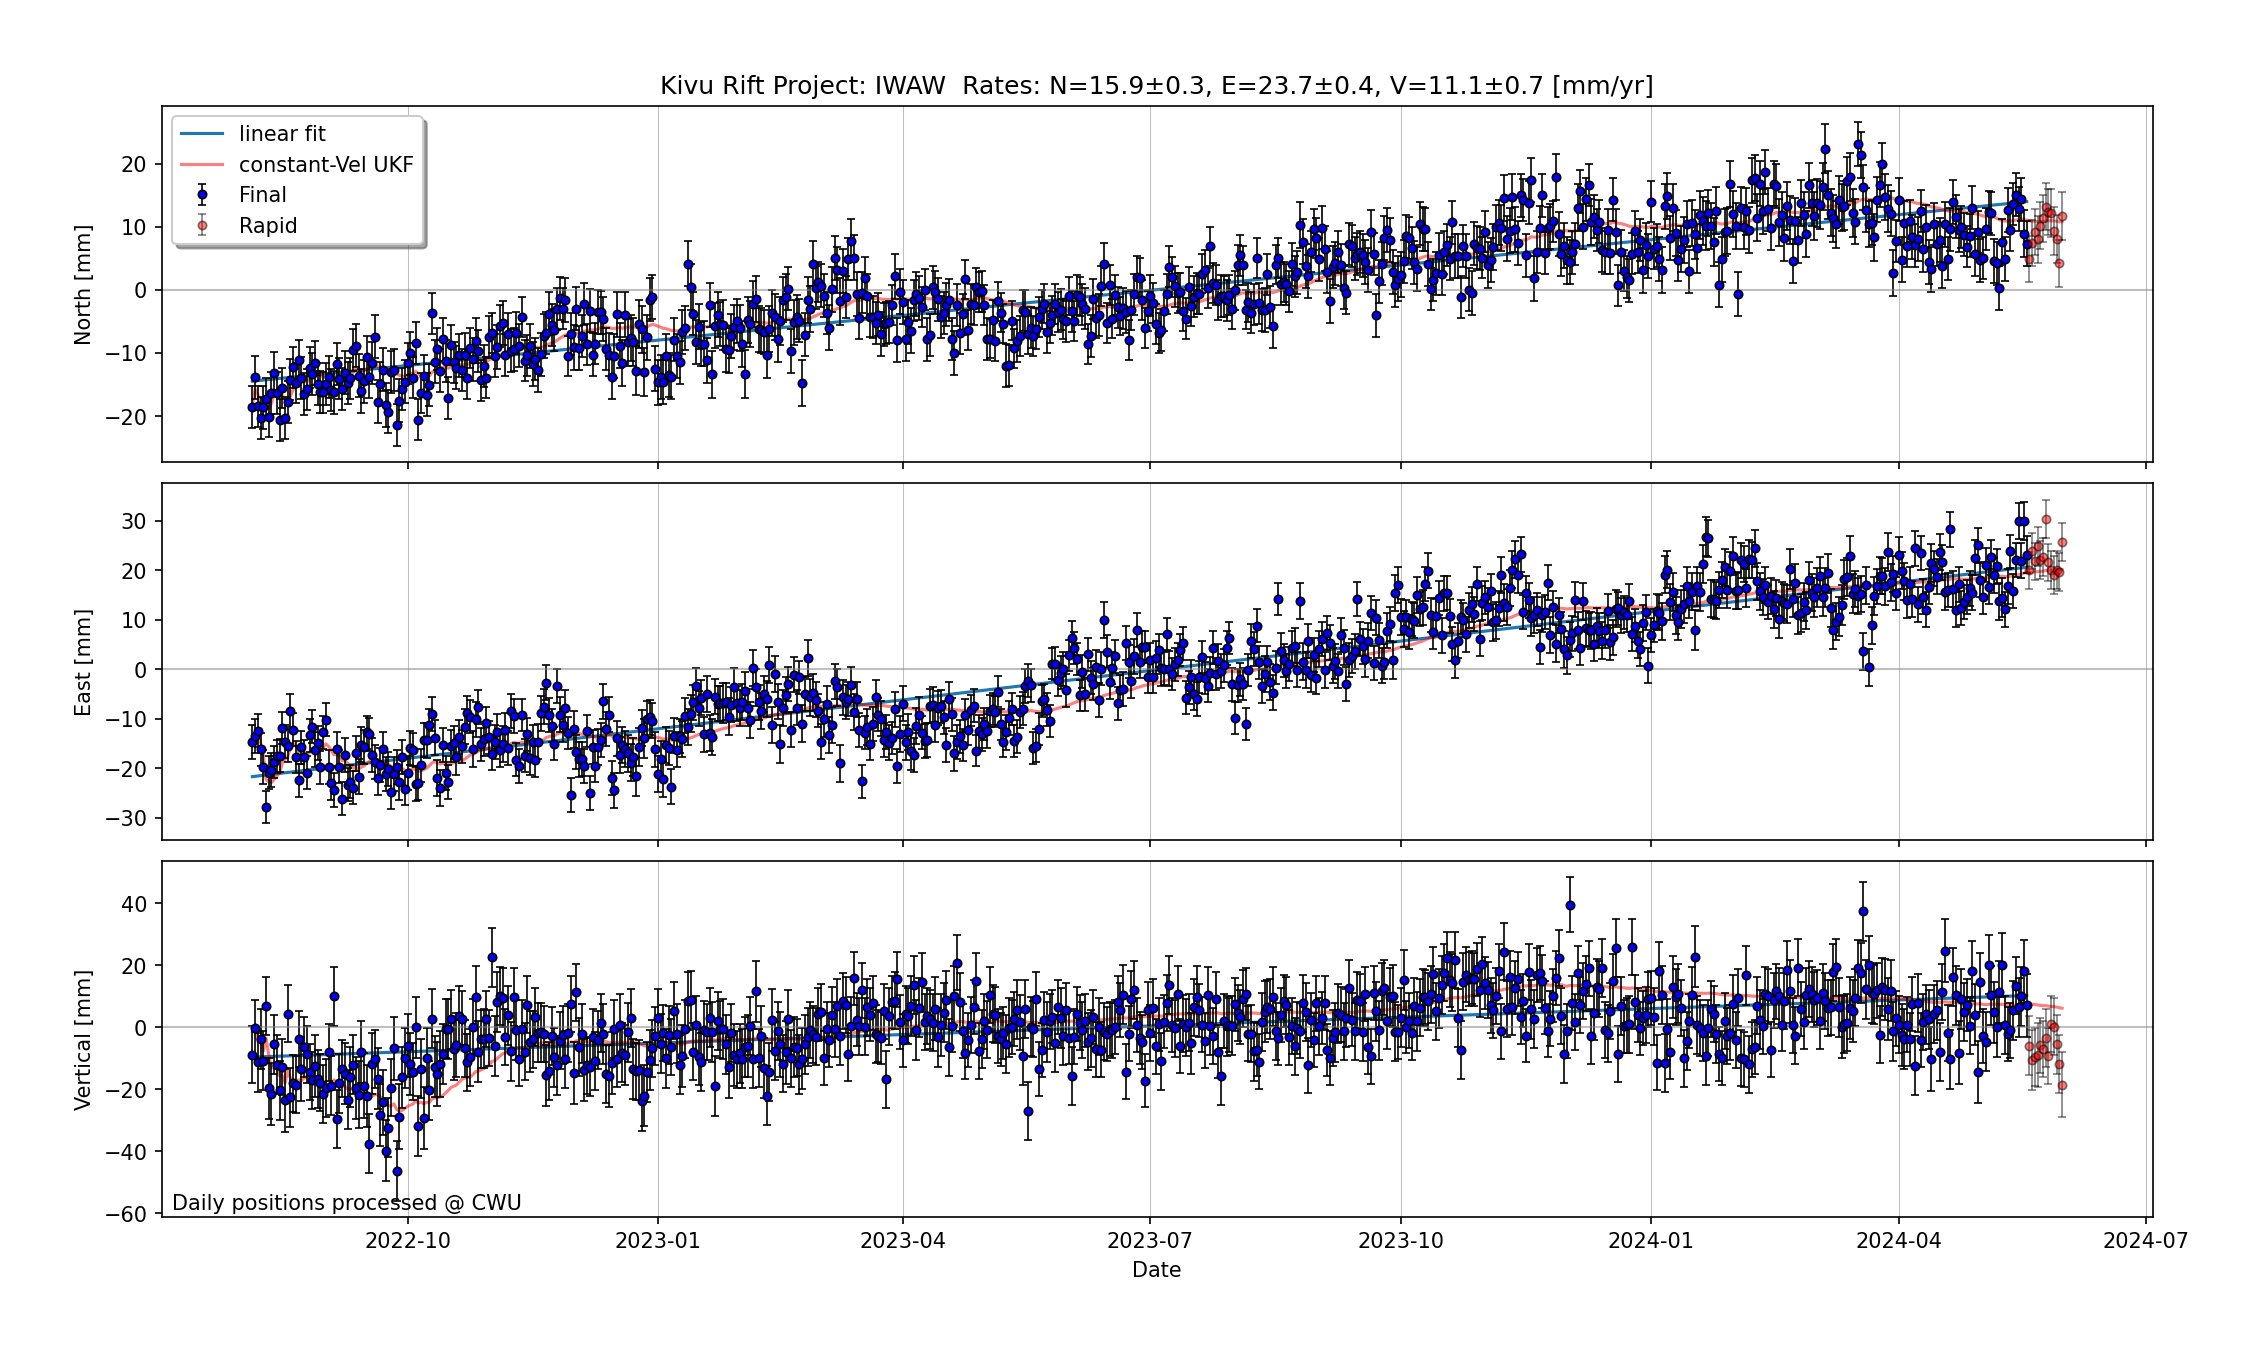 Kivu Rift Project: IWAW  Rates: N=15.9±0.3, E=23.7±0.4, V=11.1±0.7 [mm/yr]
linear fit
constant-Vel UKF
Final
Rapid
North [mm]
20
10
0
−10
−20
East [mm]
30
20
10
0
−10
−20
−30
Vertical [mm]
40
20
0
−20
−40
−60
Daily positions processed @ CWU
2022-10 2023-01 2023-04 2023-07 2023-10 2024-01 2024-04 2024-07
Date